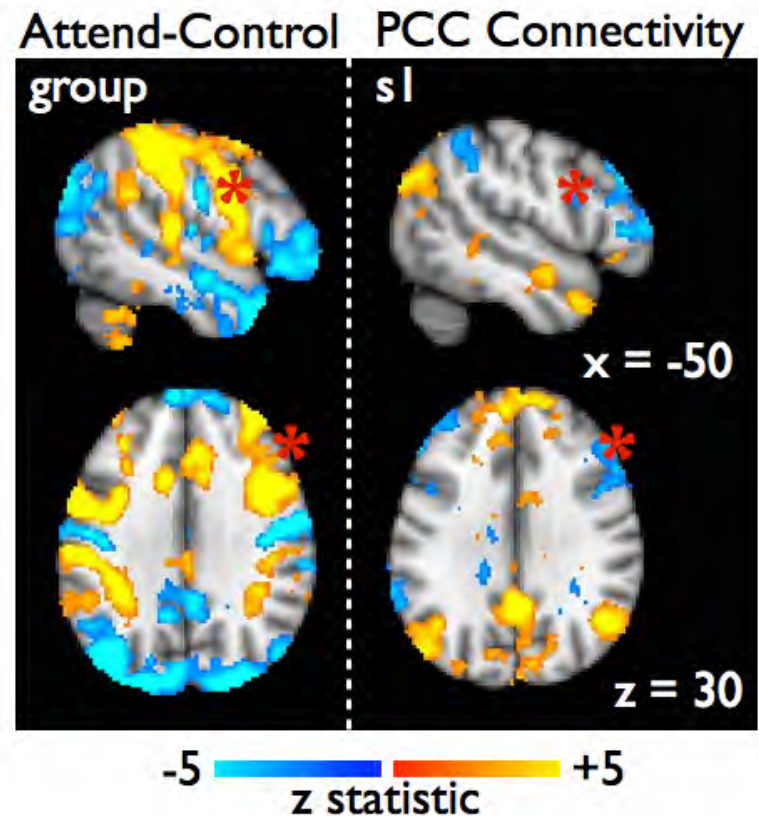 Attend-Control PCC Connectivity
group s1
*
*
x = -50
*
*
z = 30
-5 +5
z statistic